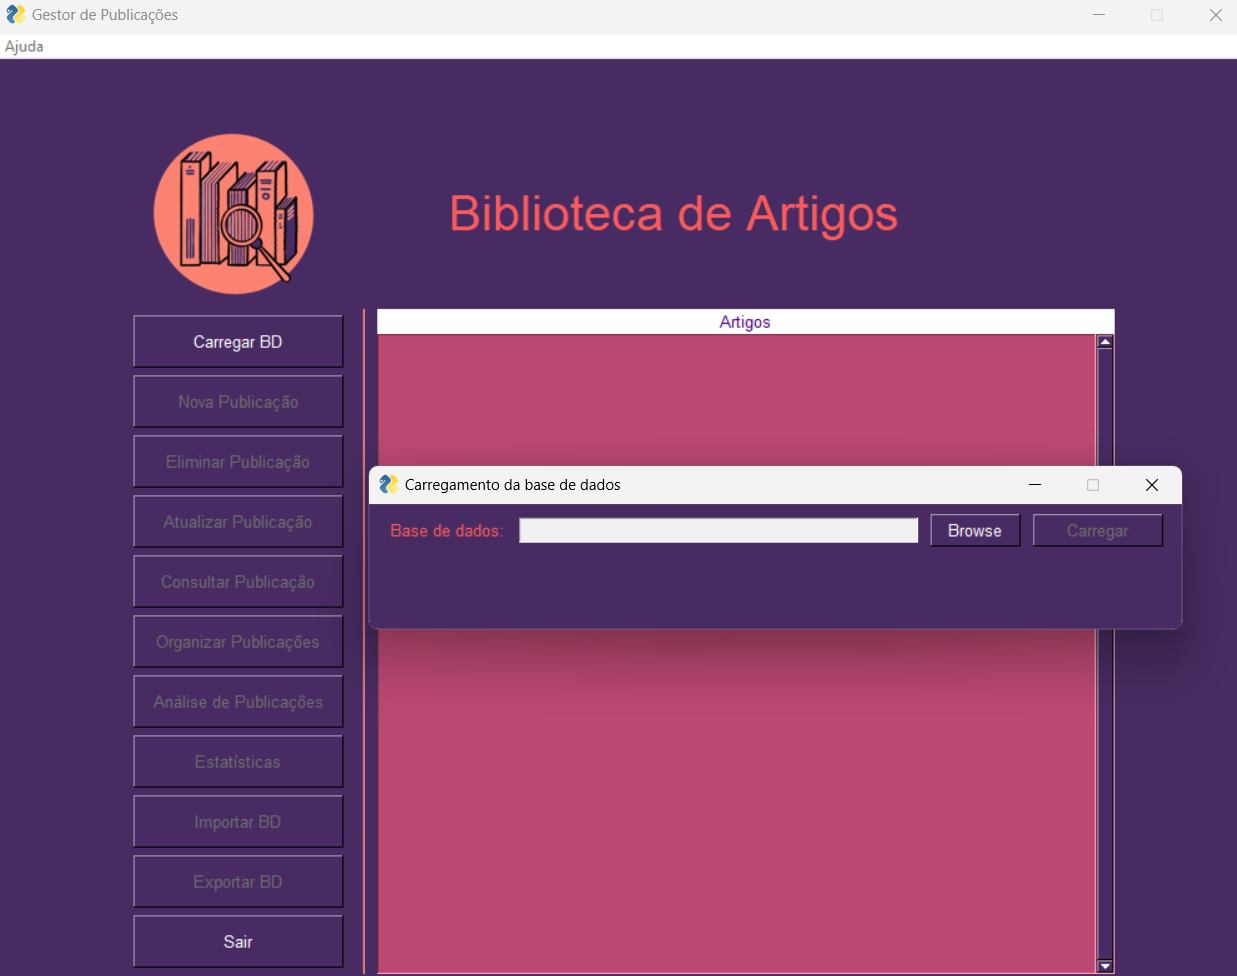 Gestor de Publicações
Ajuda
Biblioteca de Artigos
Carregar BD
Nova Publicação
Eliminar Publicação
Atualizar Publicação
Consultar Publicação
Organizar Publicações
Análise de Publicações
Estatísticas
Importar BD
Exportar BD
Sair
Artigos
Carregamento da base de dados
Base de dados: Browse Carregar